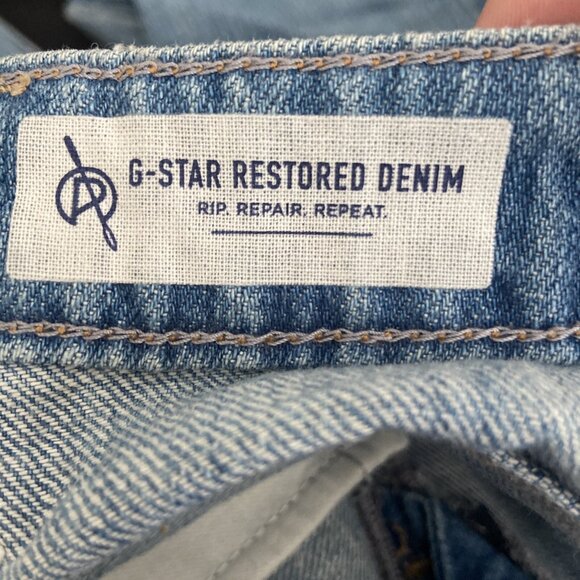 G-STAR RESTORED DENIM
RIP. REPAIR. REPEAT.